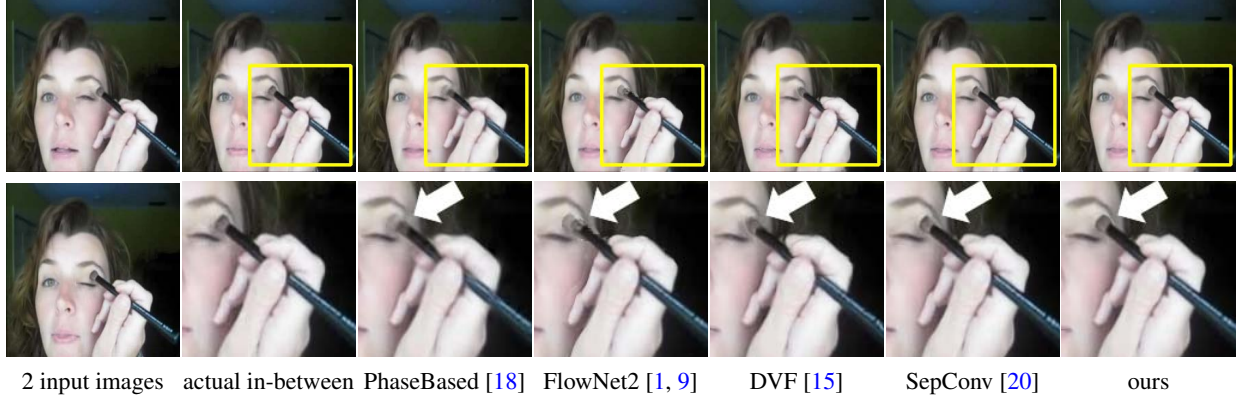 2 input images actual in-between PhaseBased [18] FlowNet2 [1, 9] DVF [15] SepConv [20] ours